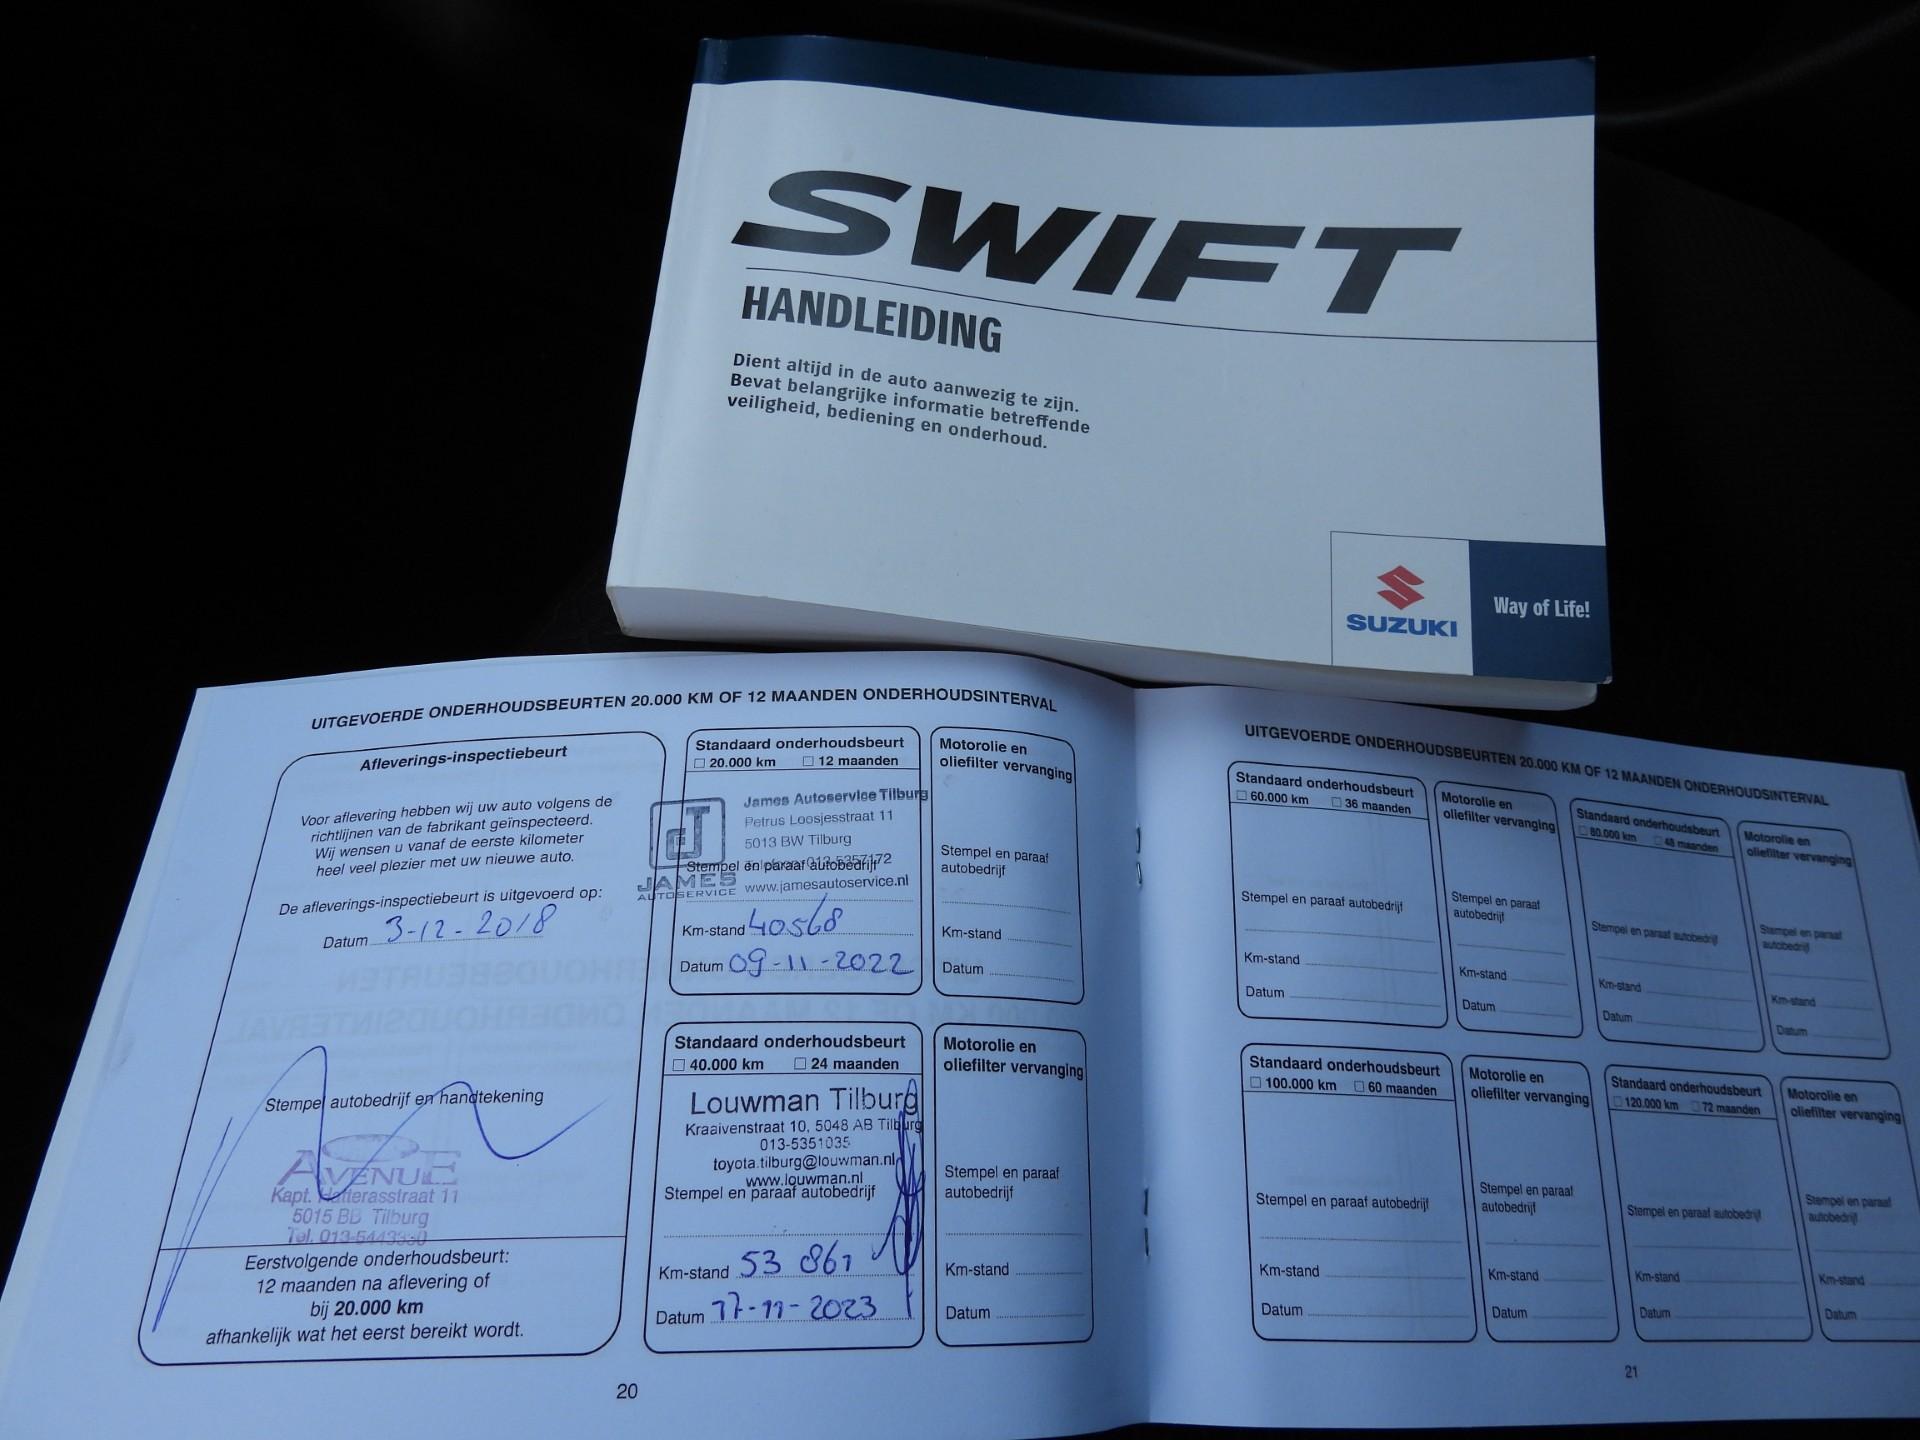 SWIFT
HANDLEIDING
Dient altijd in de auto aanwezig te zijn.
Bevat belangrijke informatie betreffende
veiligheid, bediening en onderhoud.
SUZUKI
Way of Life!
UITGEVOERDE ONDERHOUDSBEURTEN 20.000 KM OF 12 MAANDEN ONDERHOUDSINTERVAL
Afleverings-inspectiebeurt
Voor aflevering hebben wij uw auto volgens de
richtlijnen van de fabrikant geïnspecteerd.
Wij wensen u vanaf de eerste kilometer
heel veel plezier met uw nieuwe auto.
De afleverings-inspectiebeurt is uitgevoerd op:
Datum 3-12-2018
Stempel autobedrijf en handtekening
AVENUE
Kapt. Hatterasstraat 11
5015 BB Tilburg
Tel. 013-5443330
Eerstvolgende onderhoudsbeurt:
12 maanden na aflevering of
bij 20.000 km
afhankelijk wat het eerst bereikt wordt.
Standaard onderhoudsbeurt
20.000 km 12 maanden
JAMES
AUTOSERVICE
James Autoservice Tilburg
Petrus Loosjesstraat 11
5013 BW Tilburg
Telefoon 013-5357172
Stempel en paraaf autobedrijf
www.jamesautoservice.nl
Km-stand 40568
Datum 09-11-2022
Motorolie en
oliefilter vervanging
Stempel en paraaf
autobedrijf
Km-stand
Datum
Standaard onderhoudsbeurt
40.000 km 24 maanden
Louwman Tilburg
Kraaivenstraat 10, 5048 AB Tilburg
013-5351035
toyota.tilburg@louwman.nl
www.louwman.nl
Stempel en paraaf autobedrijf
Km-stand 53 861
Datum 17-11-2023
Motorolie en
oliefilter vervanging
Stempel en paraaf
autobedrijf
Km-stand
Datum
20
UITGEVOERDE ONDERHOUDSBEURTEN 20.000 KM OF 12 MAANDEN ONDERHOUDSINTERVAL
Standaard onderhoudsbeurt
60.000 km 36 maanden
Stempel en paraaf autobedrijf
Km-stand
Datum
Motorolie en
oliefilter vervanging
Stempel en paraaf
autobedrijf
Km-stand
Datum
Standaard onderhoudsbeurt
80.000 km 48 maanden
Stempel en paraaf autobedrijf
Km-stand
Datum
Motorolie en
oliefilter vervanging
Stempel en paraaf
autobedrijf
Km-stand
Datum
Standaard onderhoudsbeurt
100.000 km 60 maanden
Stempel en paraaf autobedrijf
Km-stand
Datum
Motorolie en
oliefilter vervanging
Stempel en paraaf
autobedrijf
Km-stand
Datum
Standaard onderhoudsbeurt
120.000 km 72 maanden
Stempel en paraaf autobedrijf
Km-stand
Datum
Motorolie en
oliefilter vervanging
Stempel en paraaf
autobedrijf
Km-stand
Datum
21